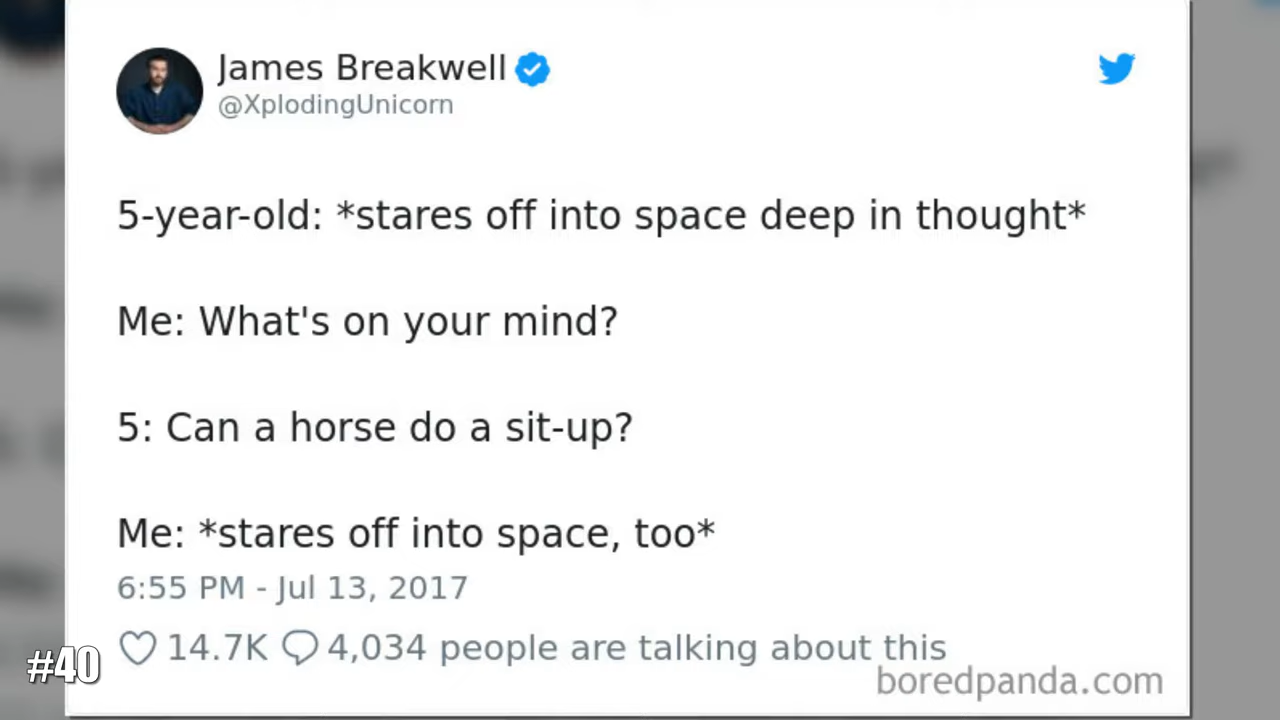 James Breakwell
@XplodingUnicorn
5-year-old: *stares off into space deep in thought*
Me: What's on your mind?
5: Can a horse do a sit-up?
Me: *stares off into space, too*
6:55 PM - Jul 13, 2017
14.7K 4,034 people are talking about this
#40
boredpanda.com